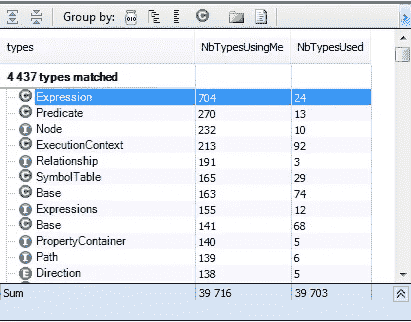 Group by:
types NbTypesUsingMe NbTypesUsed
4 437 types matched
C Expression 704 24
C Predicate 270 13
I Node 232 10
C ExecutionContext 213 92
I Relationship 191 3
C SymbolTable 165 29
C Base 163 74
I Expressions 155 12
C Base 141 68
I PropertyContainer 140 5
I Path 139 6
E Direction 138 5
Sum 39 716 39 703